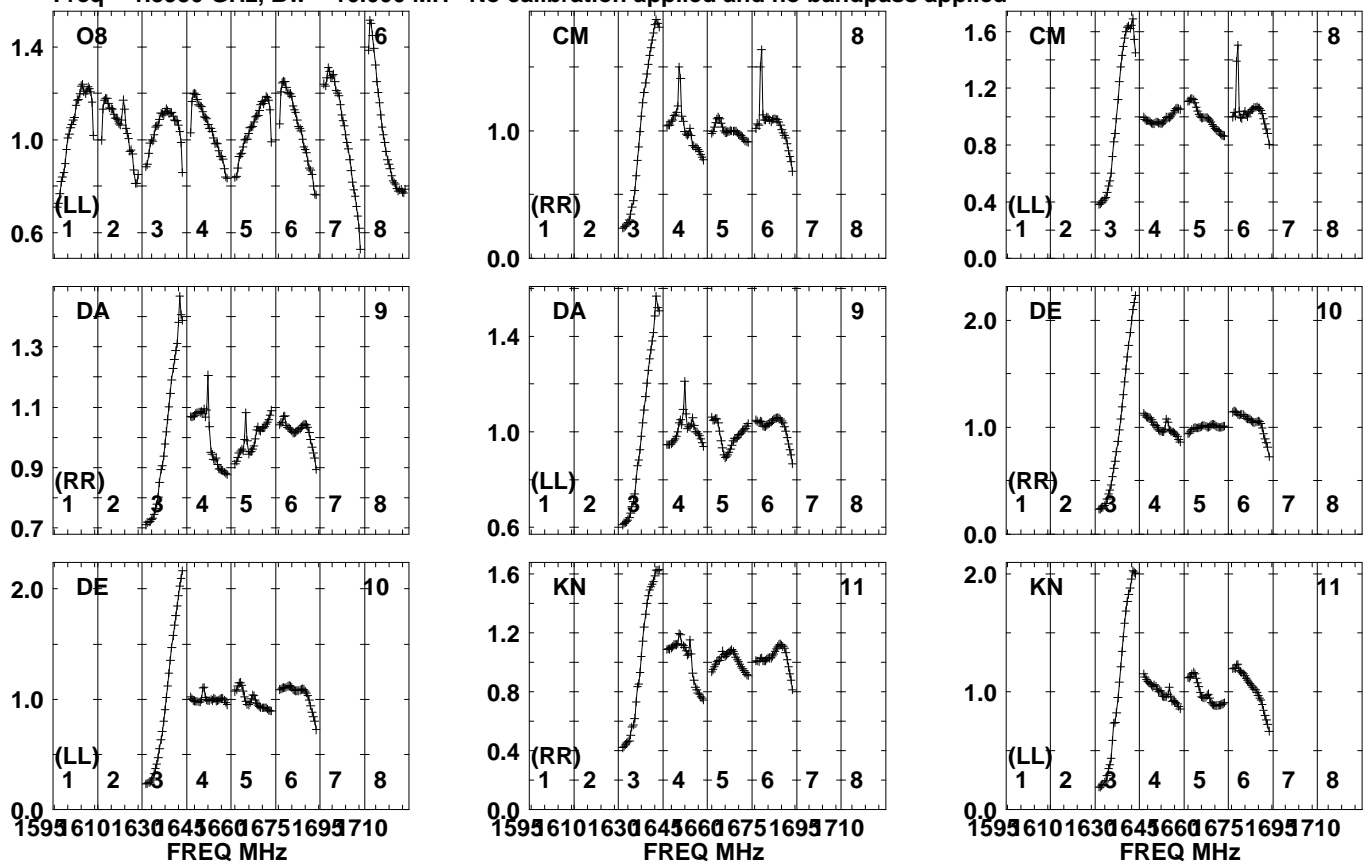 Freq GHz, No calibration applied and no bandpass applied
O8 6
1.4
1.2
1.0
0.8
0.6
(LL)
1 2 3 4 5 6 7 8
CM 8
1.0
0.0
(RR)
1 2 3 4 5 6 7 8
CM 8
1.6
1.2
0.8
0.4
0.0
(LL)
1 2 3 4 5 6 7 8
DA 9
1.3
1.1
0.9
0.7
(RR)
1 2 3 4 5 6 7 8
DA 9
1.4
1.0
0.6
(LL)
1 2 3 4 5 6 7 8
DE 10
2.0
1.0
0.0
(RR)
1 2 3 4 5 6 7 8
DE 10
2.0
1.0
0.0
(LL)
1 2 3 4 5 6 7 8
1595 1610 1630 1645 1660 1675 1695 1710
FREQ MHz
KN 11
1.6
1.2
0.8
0.4
0.0
(RR)
1 2 3 4 5 6 7 8
1595 1610 1630 1645 1660 1675 1695 1710
FREQ MHz
KN 11
2.0
1.0
0.0
(LL)
1 2 3 4 5 6 7 8
1595 1610 1630 1645 1660 1675 1695 1710
FREQ MHz